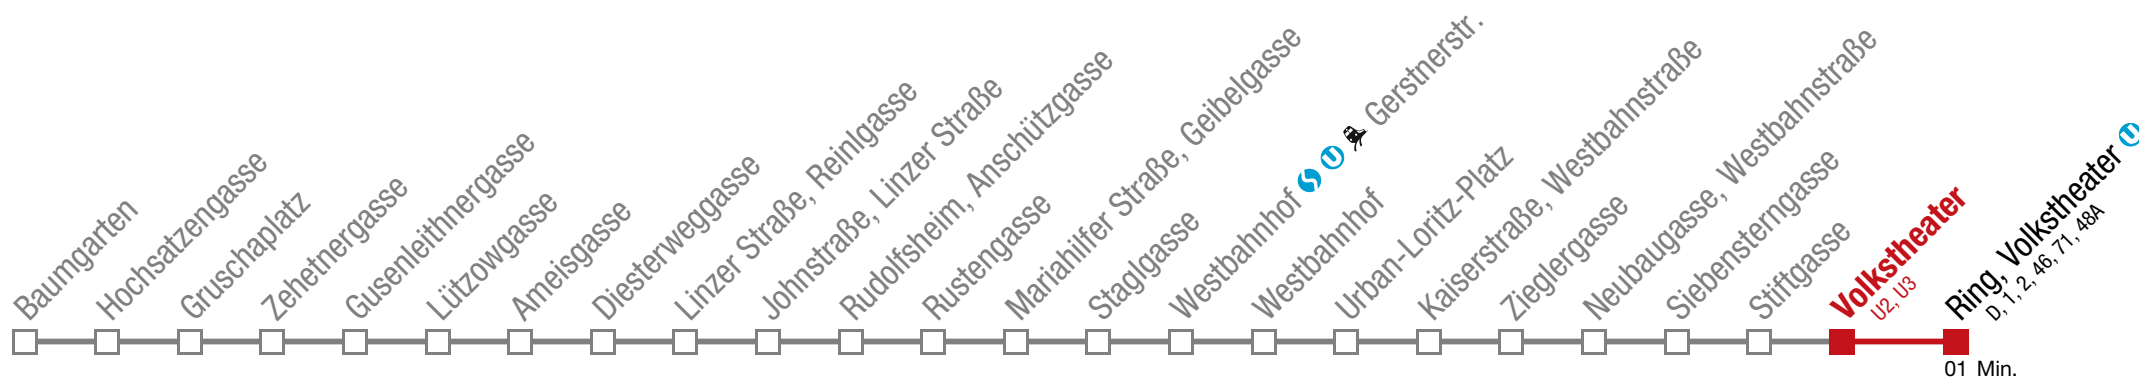 Baumgarten
Hochsatzengasse
Gruschaplatz
Zehetnergasse
Gusenleithnergasse
Lützowgasse
Ameisgasse
Diesterweggasse
Linzer Straße, Reinlgasse
Johnstraße, Linzer Straße
Rudolfsheim, Anschützgasse
Rustengasse
Mariahilfer Straße, Geibelgasse
Staglgasse
Westbahnhof S U Gerstnerstr.
Westbahnhof
Urban-Loritz-Platz
Kaiserstraße, Westbahnstraße
Zieglergasse
Neubaugasse, Westbahnstraße
Siebensterngasse
Stiftgasse
Volkstheater
U2, U3
Ring, Volkstheater U
D, 1, 2, 46, 71, 48A
01 Min.